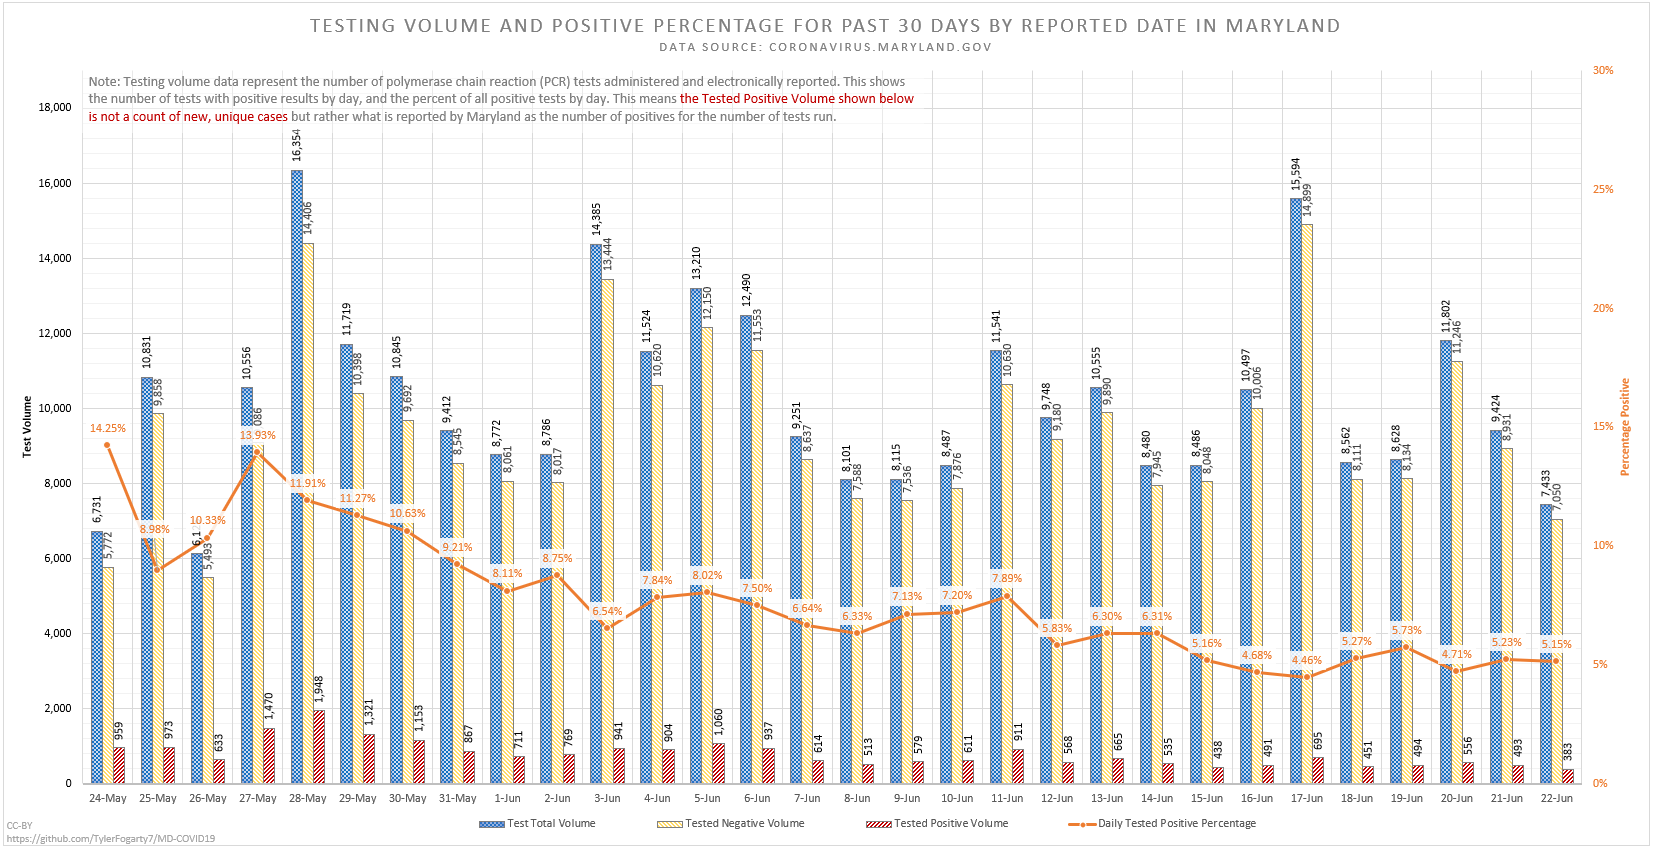 TESTING VOLUME AND POSITIVE PERCENTAGE FOR PAST 30 DAYS BY REPORTED DATE IN MARYLAND
DATA SOURCE: CORONAVIRUS.MARYLAND.GOV
Note: Testing volume data represent the number of polymerase chain reaction (PCR) tests administered and electronically reported. This shows
the number of tests with positive results by day, and the percent of all positive tests by day. This means the Tested Positive Volume shown below
is not a count of new, unique cases but rather what is reported by Maryland as the number of positives for the number of tests run.
Test Volume
18,000
16,000
14,000
12,000
10,000
8,000
6,000
4,000
2,000
0
30%
25%
20%
15%
10%
5%
0%
Percentage Positive
6,731 5,772 959 14.25%
10,831 9,858 973 8.98%
5,493 633 10.33%
10,556 1,470 13.93%
16,354 14,406 1,948 11.91%
11,719 10,398 1,321 11.27%
10,845 9,692 1,153 10.63%
9,412 8,545 867 9.21%
8,772 8,061 711 8.11%
8,786 8,017 769 8.75%
14,385 13,444 941 6.54%
11,524 10,620 904 7.84%
13,210 12,150 1,060 8.02%
12,490 11,553 937 7.50%
9,251 8,637 614 6.64%
8,101 7,588 513 6.33%
8,115 7,536 579 7.13%
8,487 7,876 611 7.20%
11,541 10,630 911 7.89%
9,748 9,180 568 5.83%
10,555 9,890 665 6.30%
8,480 7,945 535 6.31%
8,486 8,048 438 5.16%
10,497 10,006 491 4.68%
15,594 14,899 695 4.46%
8,562 8,111 451 5.27%
8,628 8,134 494 5.73%
11,802 11,246 556 4.71%
9,424 8,931 493 5.23%
7,433 7,050 383 5.15%
24-May 25-May 26-May 27-May 28-May 29-May 30-May 31-May 1-Jun 2-Jun 3-Jun 4-Jun 5-Jun 6-Jun 7-Jun 8-Jun 9-Jun 10-Jun 11-Jun 12-Jun 13-Jun 14-Jun 15-Jun 16-Jun 17-Jun 18-Jun 19-Jun 20-Jun 21-Jun 22-Jun
Test Total Volume Tested Negative Volume Tested Positive Volume Daily Tested Positive Percentage
CC-BY
https://github.com/TylerFogarty7/MD-COVID19